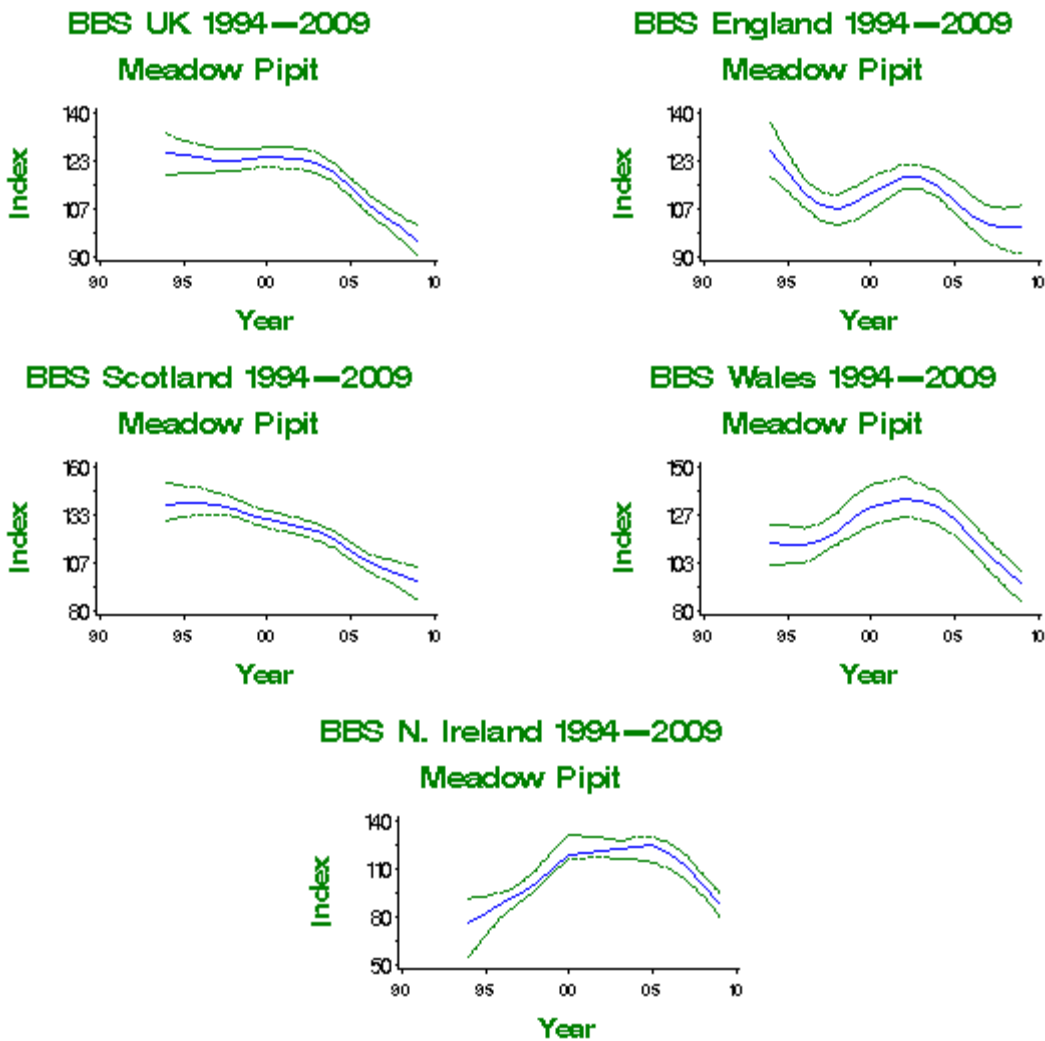 BBS UK 1994—2009
Meadow Pipit
140
123
107
90
Index
90 95 00 05 10
Year
BBS England 1994—2009
Meadow Pipit
140
123
107
90
Index
90 95 00 05 10
Year
BBS Scotland 1994—2009
Meadow Pipit
160
133
107
80
Index
90 95 00 05 10
Year
BBS Wales 1994—2009
Meadow Pipit
150
127
103
80
Index
90 95 00 05 10
Year
BBS N. Ireland 1994—2009
Meadow Pipit
140
110
80
50
Index
90 95 00 05 10
Year